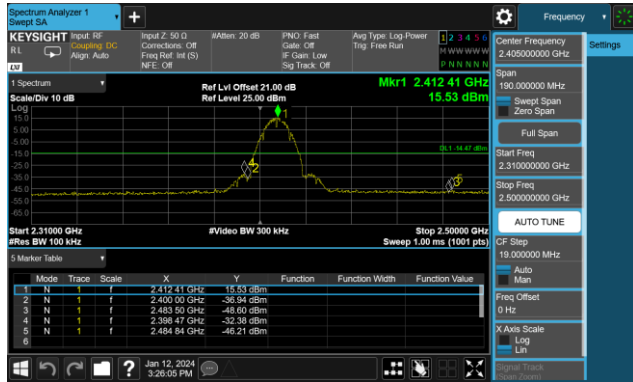 Spectrum Analyzer 1
Swept SA
Frequency
KEYSIGHT
RL
LXI
Input: RF
Coupling: DC
Align: Auto
Input Z: 50 Ω
Corrections: Off
Freq Ref: Int (S)
NFE: Off
#Atten: 20 dB
PNO: Fast
Gate: Off
IF Gain: Low
Sig Track: Off
Avg Type: Log-Power
Trig: Free Run
1 2 3 4 5 6
M W W W W W
P N N N N N
Center Frequency
2.405000000 GHz
Settings
Span
190.000000 MHz
Swept Span
Zero Span
Full Span
Start Freq
2.310000000 GHz
Stop Freq
2.500000000 GHz
AUTO TUNE
CF Step
19.000000 MHz
Auto
Man
Freq Offset
0 Hz
X Axis Scale
Log
Lin
Signal Track
(Span Zoom)
1 Spectrum
Scale/Div 10 dB
Log
Ref Lvl Offset 21.00 dB
Ref Level 25.00 dBm
Mkr1 2.412 41 GHz
15.53 dBm
15.0
5.00
-5.00
-15.0
-25.0
-35.0
-45.0
-55.0
-65.0
DL1 -14.47 dBm
1
4
2
Start 2.31000 GHz
#Res BW 100 kHz
#Video BW 300 kHz
Stop 2.50000 GHz
Sweep 1.00 ms (1001 pts)
5 Marker Table
Mode Trace Scale X Y Function Function Width Function Value
1 N 1 f 2.412 41 GHz 15.53 dBm
2 N 1 f 2.400 00 GHz -36.94 dBm
3 N 1 f 2.483 50 GHz -48.60 dBm
4 N 1 f 2.398 47 GHz -32.38 dBm
5 N 1 f 2.484 84 GHz -46.21 dBm
6
?
Jan 12, 2024
3:26:05 PM